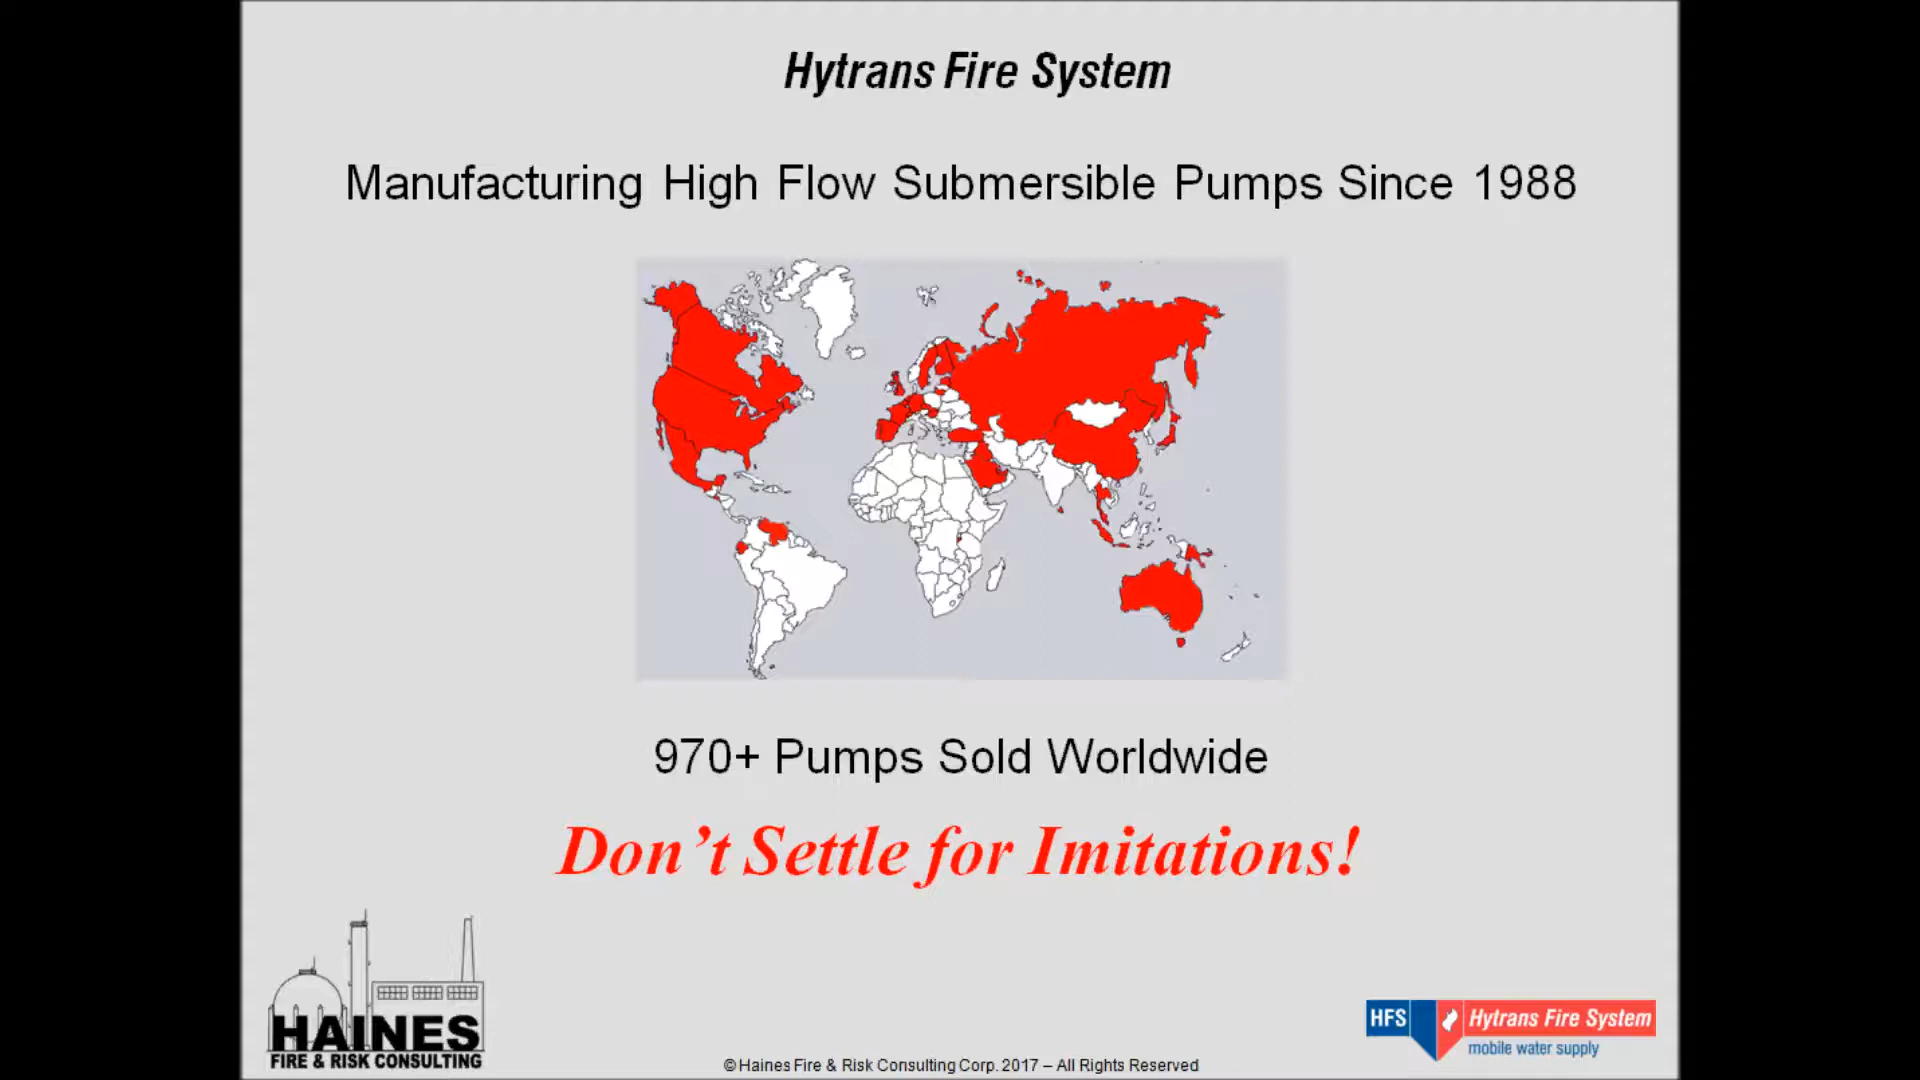 Hytrans Fire System
Manufacturing High Flow Submersible Pumps Since 1988
970+ Pumps Sold Worldwide
Don’t Settle for Imitations!
HAINES
FIRE & RISK CONSULTING
© Haines Fire & Risk Consulting Corp. 2017 – All Rights Reserved
HFS Hytrans Fire System
mobile water supply